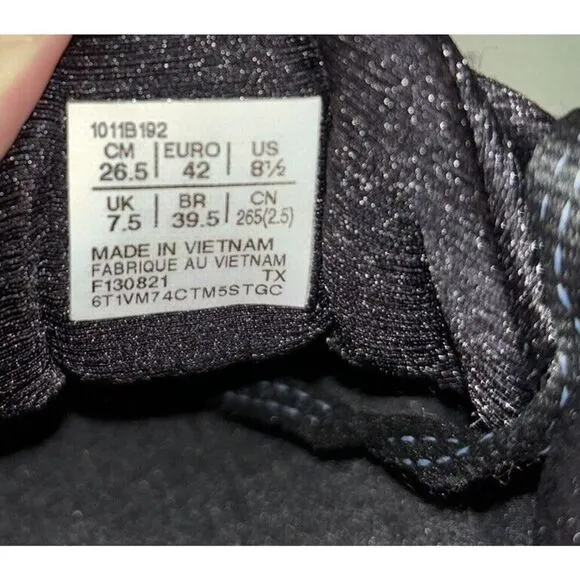 1011B192
CM | EURO | US
26.5 | 42 | 8½
UK | BR | CN
7.5 | 39.5 | 265(2.5)
MADE IN VIETNAM
FABRIQUE AU VIETNAM
F130821 TX
6T1VM74CTM5STGC